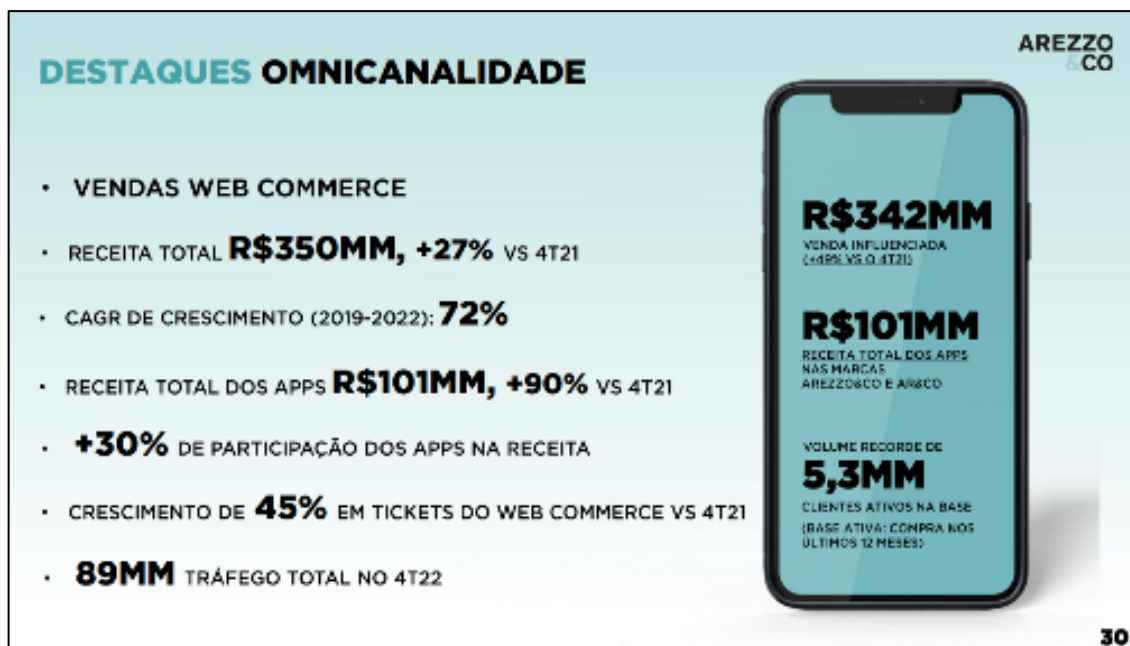 AREZZO
&CO
DESTAQUES OMNICANALIDADE
• VENDAS WEB COMMERCE
• RECEITA TOTAL R$350MM, +27% VS 4T21
• CAGR DE CRESCIMENTO (2019-2022): 72%
• RECEITA TOTAL DOS APPS R$101MM, +90% VS 4T21
• +30% DE PARTICIPAÇÃO DOS APPS NA RECEITA
• CRESCIMENTO DE 45% EM TICKETS DO WEB COMMERCE VS 4T21
• 89MM TRÁFEGO TOTAL NO 4T22
R$342MM
VENDA INFLUENCIADA
(+49% VS O 4T21)
R$101MM
RECEITA TOTAL DOS APPS
NAS MARCAS
AREZZO&CO E AR&CO
VOLUME RECORDE DE
5,3MM
CLIENTES ATIVOS NA BASE
(BASE ATIVA: COMPRA NOS
ÚLTIMOS 12 MESES)
30